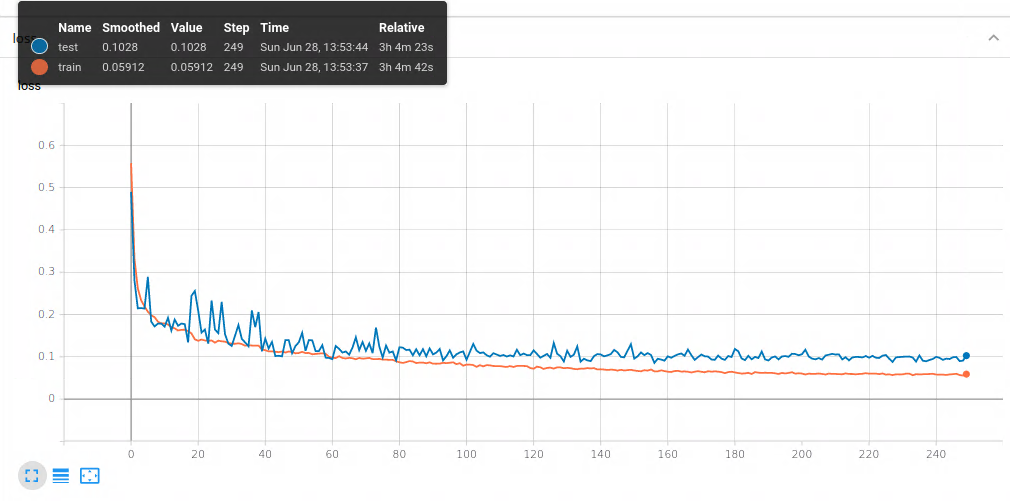 Name Smoothed Value Step Time Relative
test 0.1028 0.1028 249 Sun Jun 28, 13:53:44 3h 4m 23s
train 0.05912 0.05912 249 Sun Jun 28, 13:53:37 3h 4m 42s
loss
loss
0.6
0.5
0.4
0.3
0.2
0.1
0
0 20 40 60 80 100 120 140 160 180 200 220 240